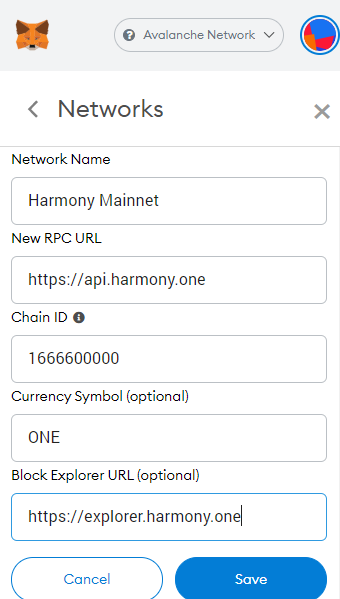 Avalanche Network
Networks
Network Name
Harmony Mainnet
New RPC URL
https://api.harmony.one
Chain ID
1666600000
Currency Symbol (optional)
ONE
Block Explorer URL (optional)
https://explorer.harmony.one
Cancel
Save